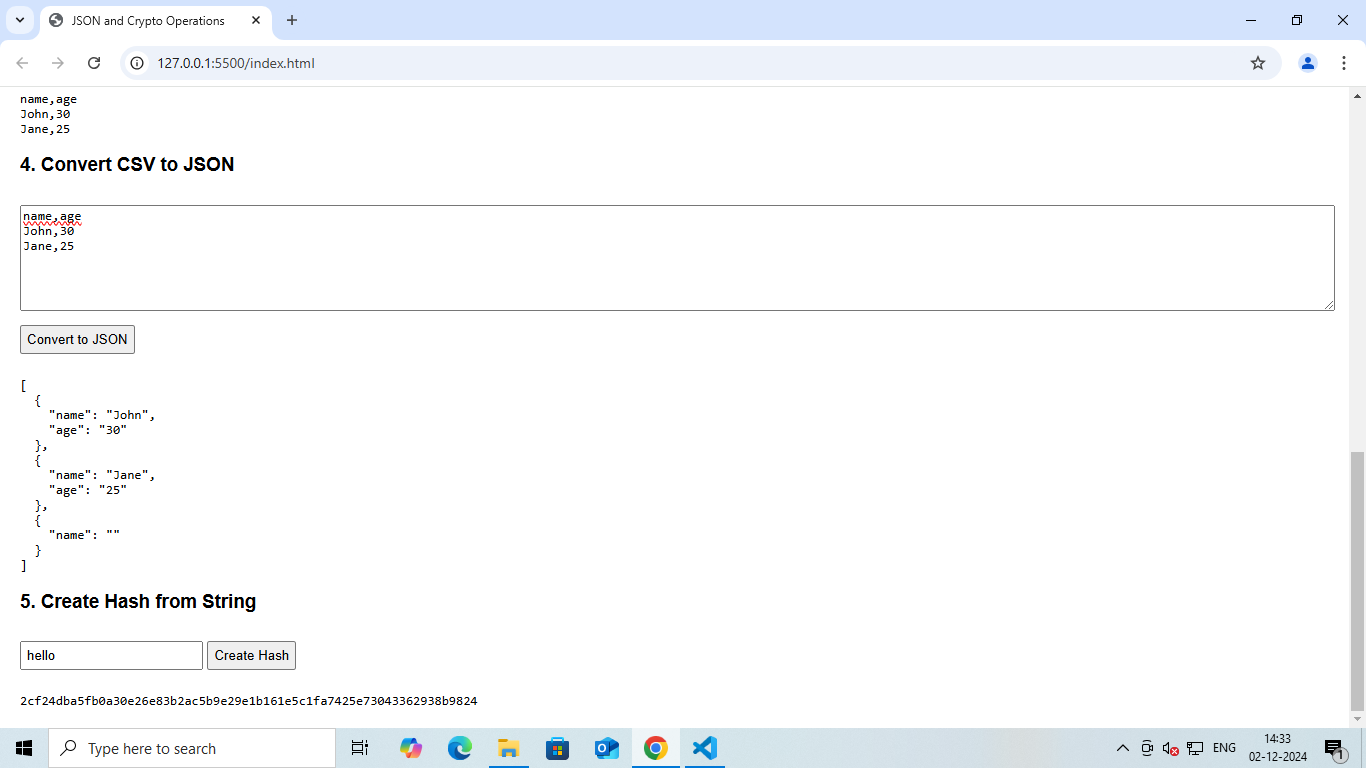 JSON and Crypto Operations
127.0.0.1:5500/index.html
name,age
John,30
Jane,25
4. Convert CSV to JSON
name,age
John,30
Jane,25
Convert to JSON
[
  {
    "name": "John",
    "age": "30"
  },
  {
    "name": "Jane",
    "age": "25"
  },
  {
    "name": ""
  }
]
5. Create Hash from String
hello Create Hash
2cf24dba5fb0a30e26e83b2ac5b9e29e1b161e5c1fa7425e73043362938b9824
Type here to search
ENG
14:33
02-12-2024
1